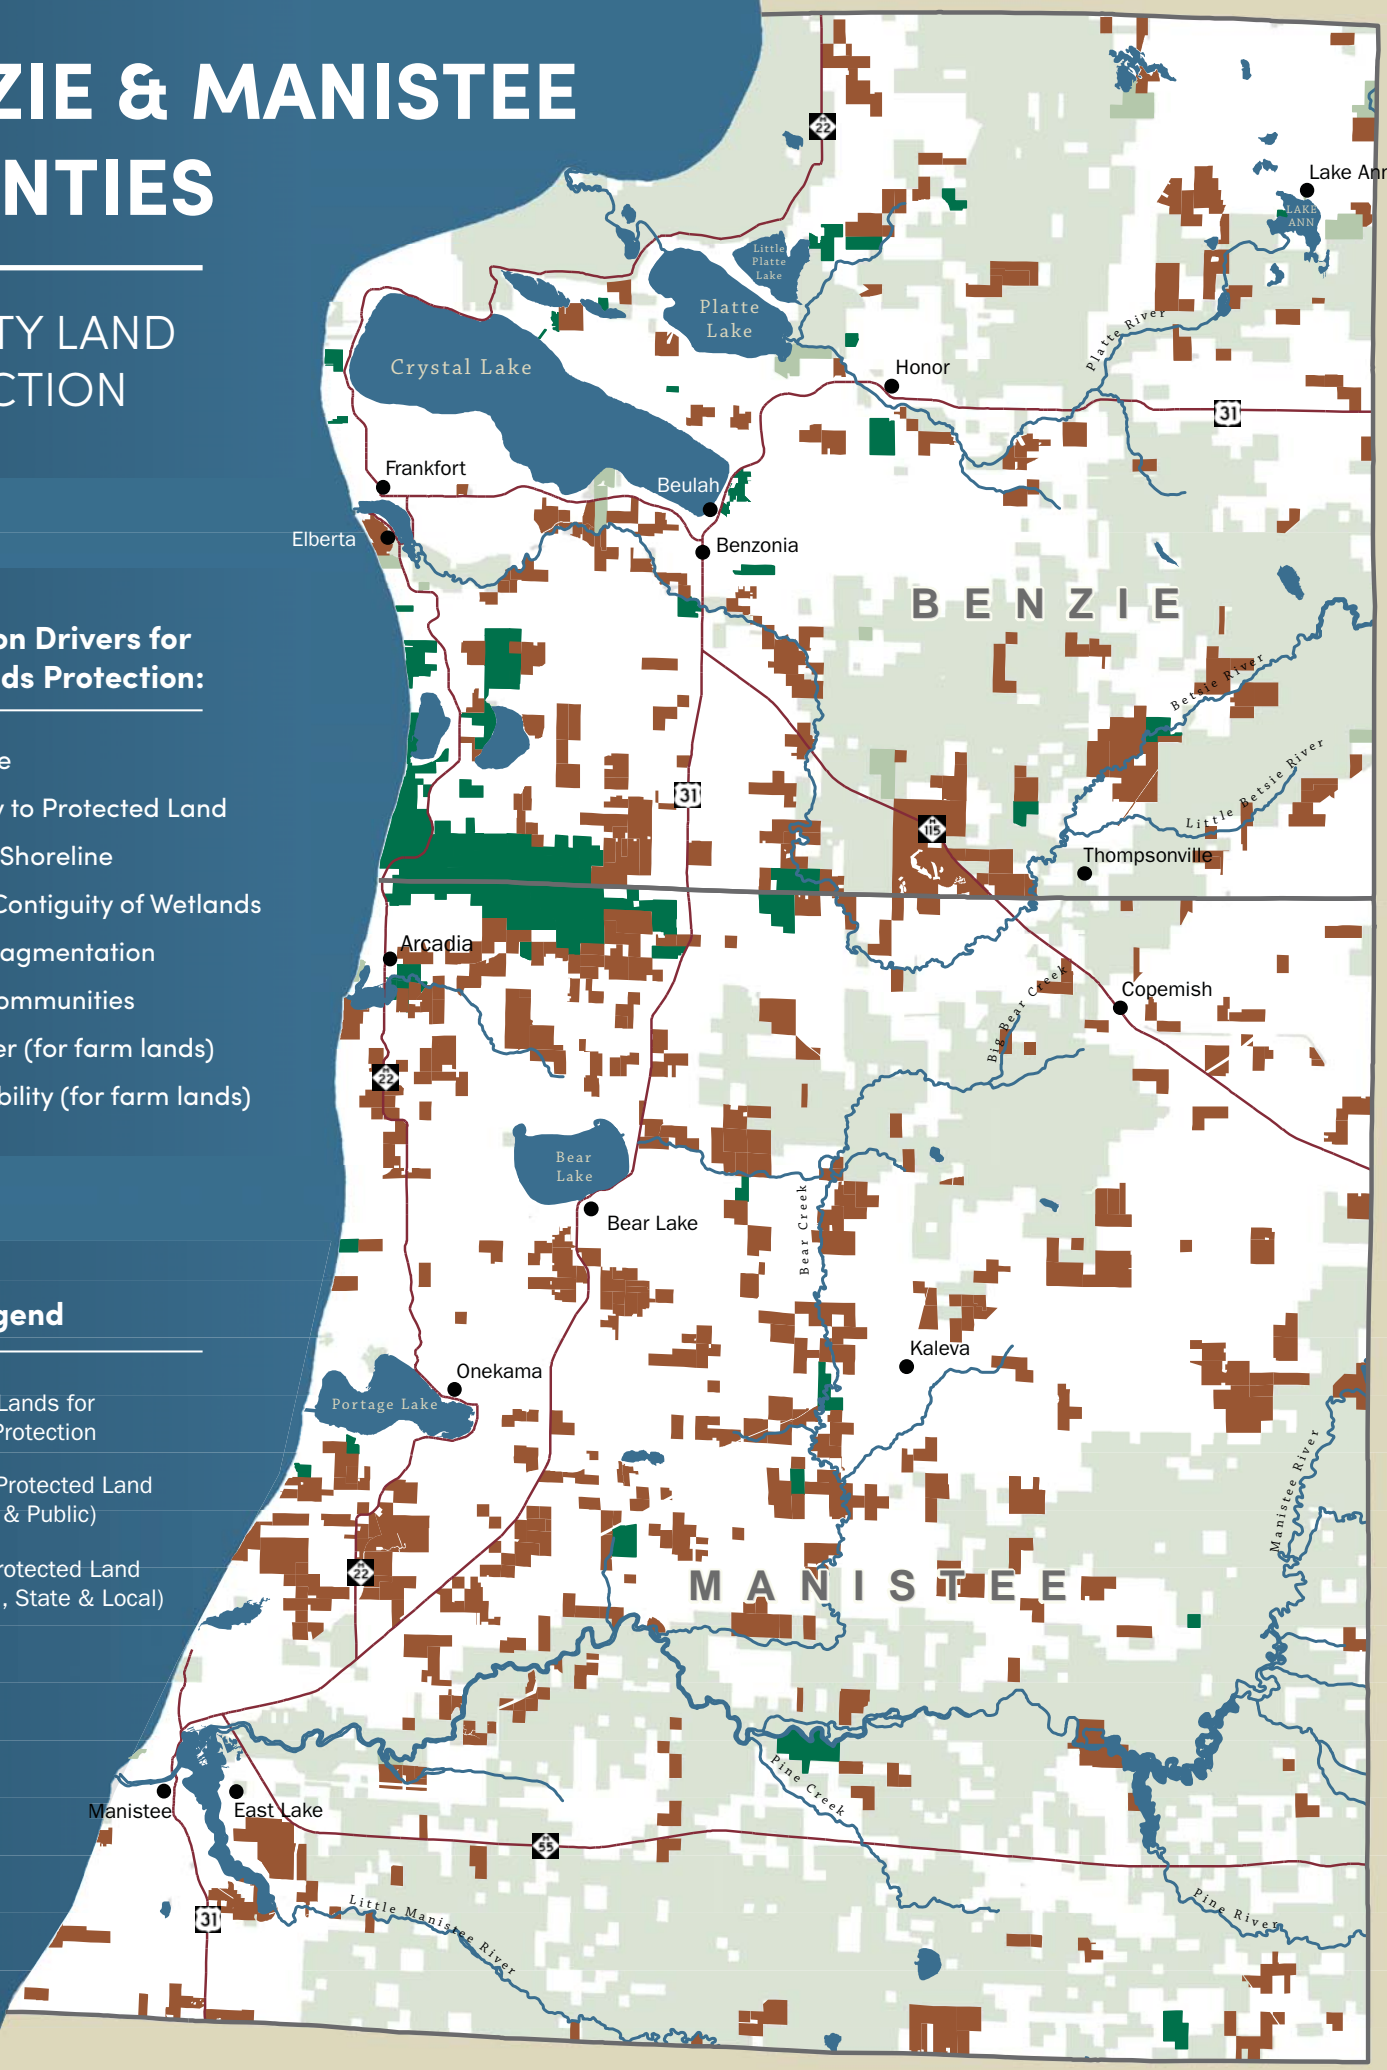 ZIE & MANISTEE
NTIES
TY LAND
CTION
on Drivers for
ds Protection:
e
y to Protected Land
Shoreline
Contiguity of Wetlands
agmentation
ommunities
er (for farm lands)
bility (for farm lands)
gend
Lands for
Protection
Protected Land
& Public)
rotected Land
, State & Local)
M
22
Lake Ann
LAKE
ANN
Little
Platte
Lake
Platte
Lake
Platte River
Crystal Lake
Honor
31
Frankfort
Beulah
Elberta
Benzonia
BENZIE
Betsie River
Little Betsie River
31
M
115
Thompsonville
Arcadia
Big Bear Creek
Copemish
M
22
Bear
Lake
Bear Creek
Bear Lake
Kaleva
Onekama
Portage Lake
Manistee River
M
22
MANISTEE
Pine Creek
Manistee
East Lake
M
55
Little Manistee River
31
Pine River